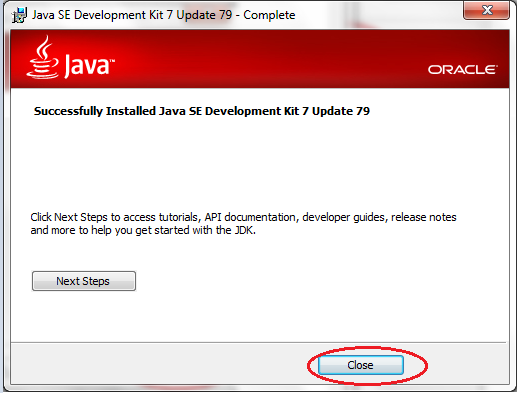 Java SE Development Kit 7 Update 79 - Complete
Java™
ORACLE®
Successfully Installed Java SE Development Kit 7 Update 79
Click Next Steps to access tutorials, API documentation, developer guides, release notes
and more to help you get started with the JDK.
Next Steps
Close